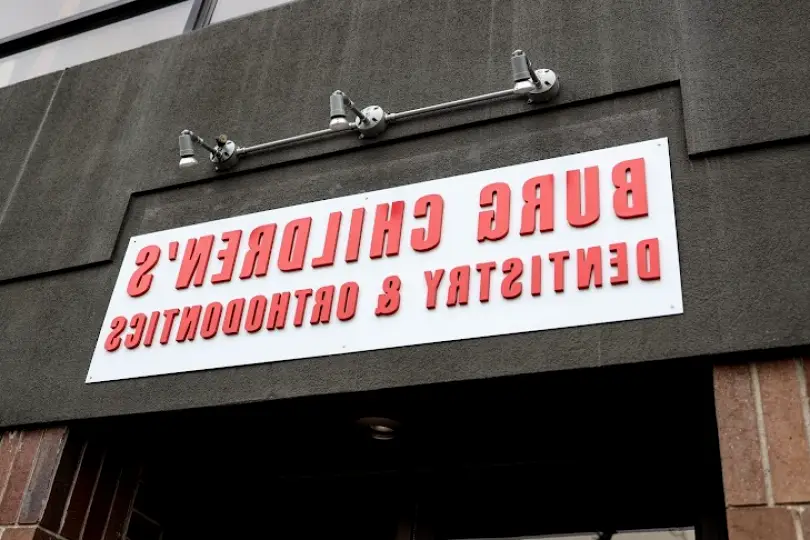 BURG CHILDREN'S
DENTISTRY & ORTHODONTICS